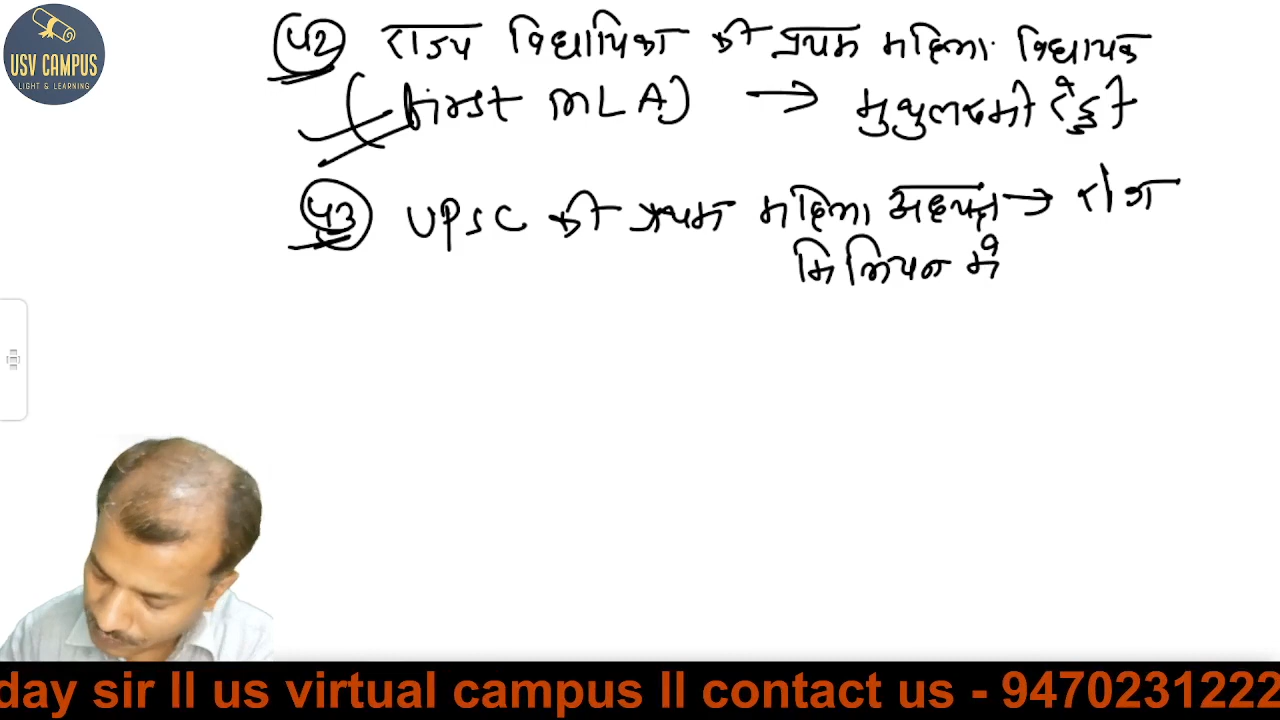 USV CAMPUS
LIGHT & LEARNING
42 राज्य विधायिका की प्रथम महिला विधायक
(first MLA) → मुथुलक्ष्मी रेड्डी
43 UPSC की प्रथम महिला अध्यक्ष → रोज
मिलियन मे
day sir ll us virtual campus ll contact us - 9470231222